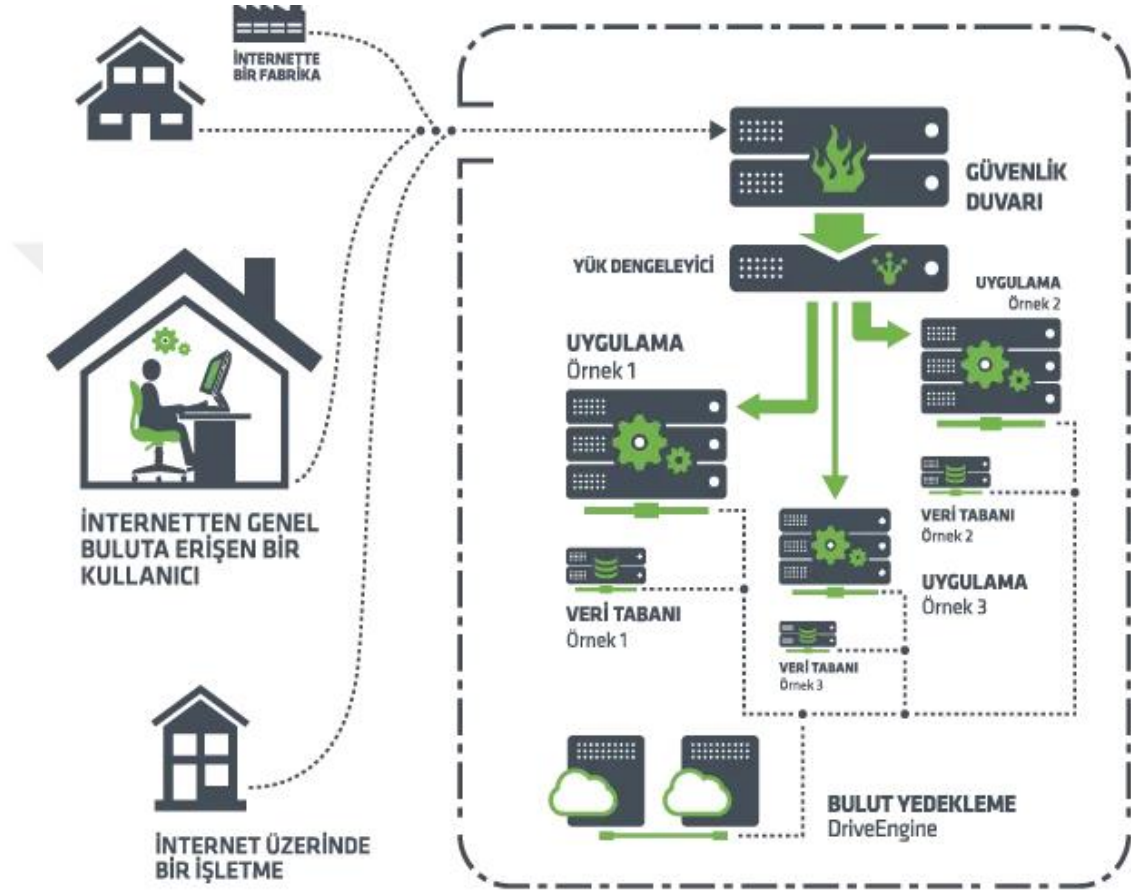 İNTERNETTE
BİR FABRİKA
GÜVENLİK
DUVARI
YÜK DENGELEYİCİ
UYGULAMA
Örnek 2
UYGULAMA
Örnek 1
VERİ TABANI
Örnek 2
İNTERNETTEN GENEL
BULUTA ERİŞEN BİR
KULLANICI
UYGULAMA
Örnek 3
VERİ TABANI
Örnek 1
VERİ TABANI
Örnek 3
BULUT YEDEKLEME
DriveEngine
İNTERNET ÜZERİNDE
BİR İŞLETME